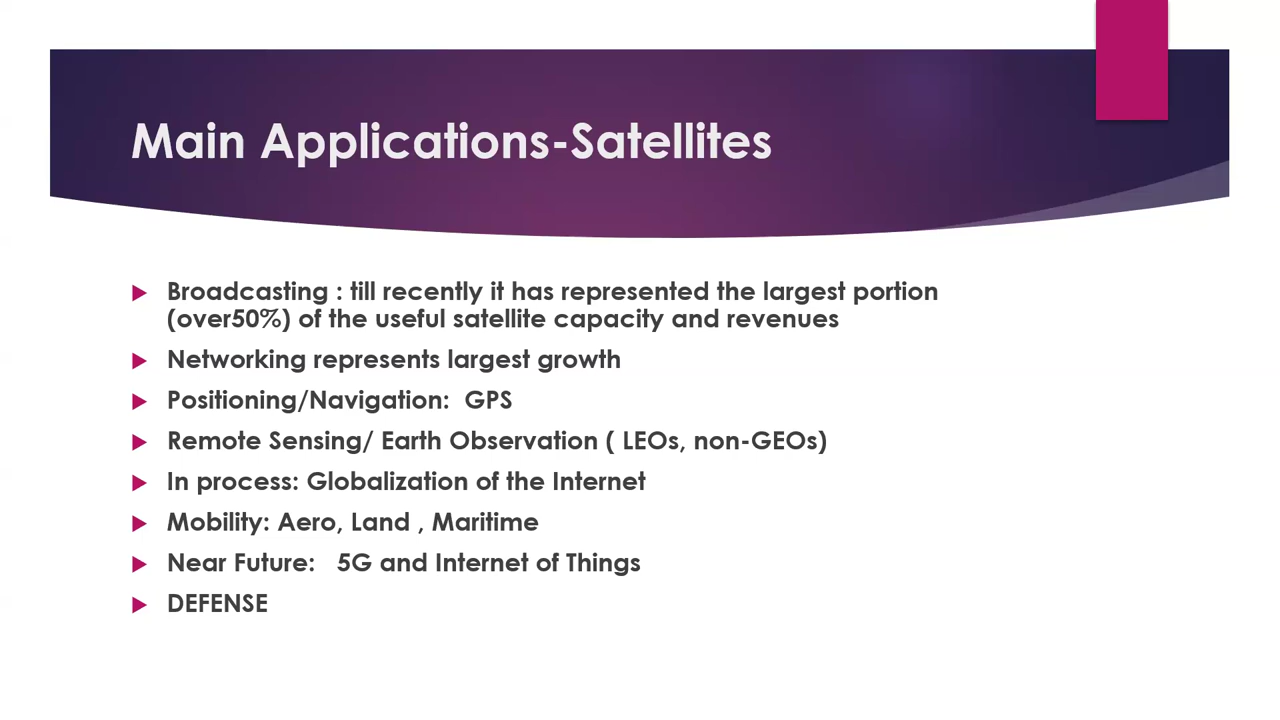 Main Applications-Satellites
Broadcasting : till recently it has represented the largest portion
(over50%) of the useful satellite capacity and revenues
Networking represents largest growth
Positioning/Navigation:  GPS
Remote Sensing/ Earth Observation ( LEOs, non-GEOs)
In process: Globalization of the Internet
Mobility: Aero, Land , Maritime
Near Future:   5G and Internet of Things
DEFENSE